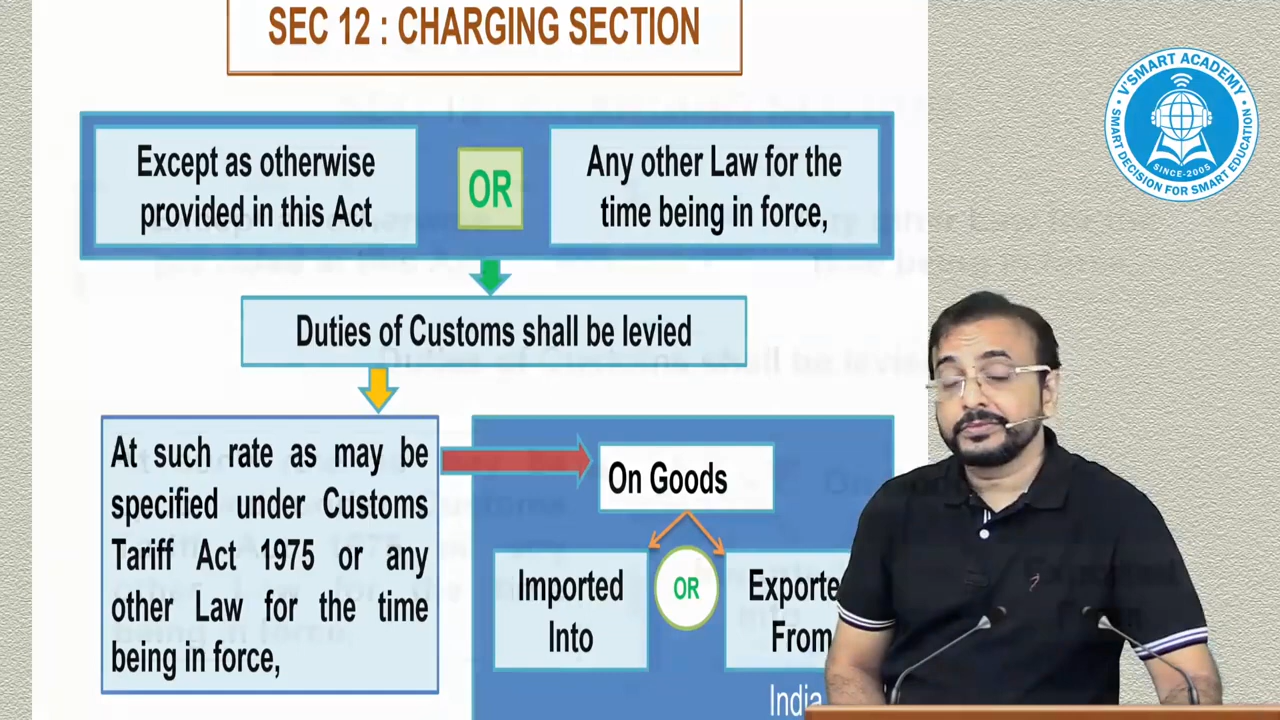 SEC 12 : CHARGING SECTION
Except as otherwise
provided in this Act
OR
Any other Law for the
time being in force,
Duties of Customs shall be levied
At such rate as may be
specified under Customs
Tariff Act 1975 or any
other Law for the time
being in force,
On Goods
Imported
Into
OR
Exporte
From
India
V'SMART ACADEMY
SINCE-2005
SMART DECISION FOR SMART EDUCATION